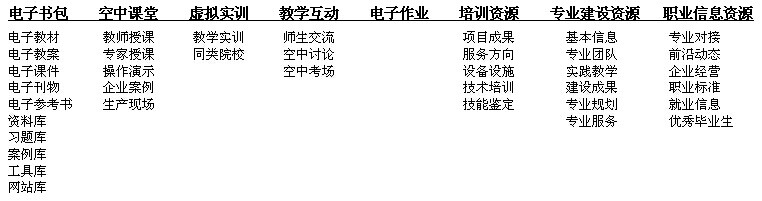 电子书包 空中课堂 虚拟实训 教学互动 电子作业 培训资源 专业建设资源 职业信息资源
电子教材 教师授课 教学实训 师生交流 项目成果 基本信息 专业对接
电子教案 专家授课 同类院校 空中讨论 服务方向 专业团队 前沿动态
电子课件 操作演示 空中考场 设备设施 实践教学 企业经营
电子刊物 企业案例 技术培训 建设成果 职业标准
电子参考书 生产现场 技能鉴定 专业规划 就业信息
资料库 专业服务 优秀毕业生
习题库
案例库
工具库
网站库